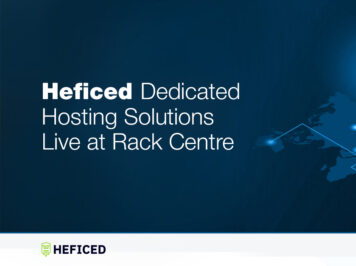 Heficed Dedicated
Hosting Solutions
Live at Rack Centre
HEFICED